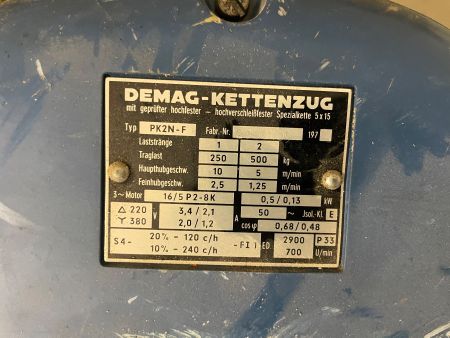 DEMAG-KETTENZUG
mit geprüfter hochfester - hochverschleißfester Spezialkette 5x15
Typ PK2N-F Fabr. Nr. 197
Laststränge 1 2
Traglast 250 500 kg
Haupthubgeschw. 10 5 m/min
Feinhubgeschw. 2,5 1,25 m/min
3~ Motor 16/5 P2-8K 0,5/0,13 kW
△ 220 3,4 / 2,1 A 50 ~ Jsol.-Kl. E
Y 380 2,0 / 1,2 cos φ 0,68/0,48
S4- 20% - 120 c/h - FI 1 ED 2900 P33
10% - 240 c/h 700 U/min